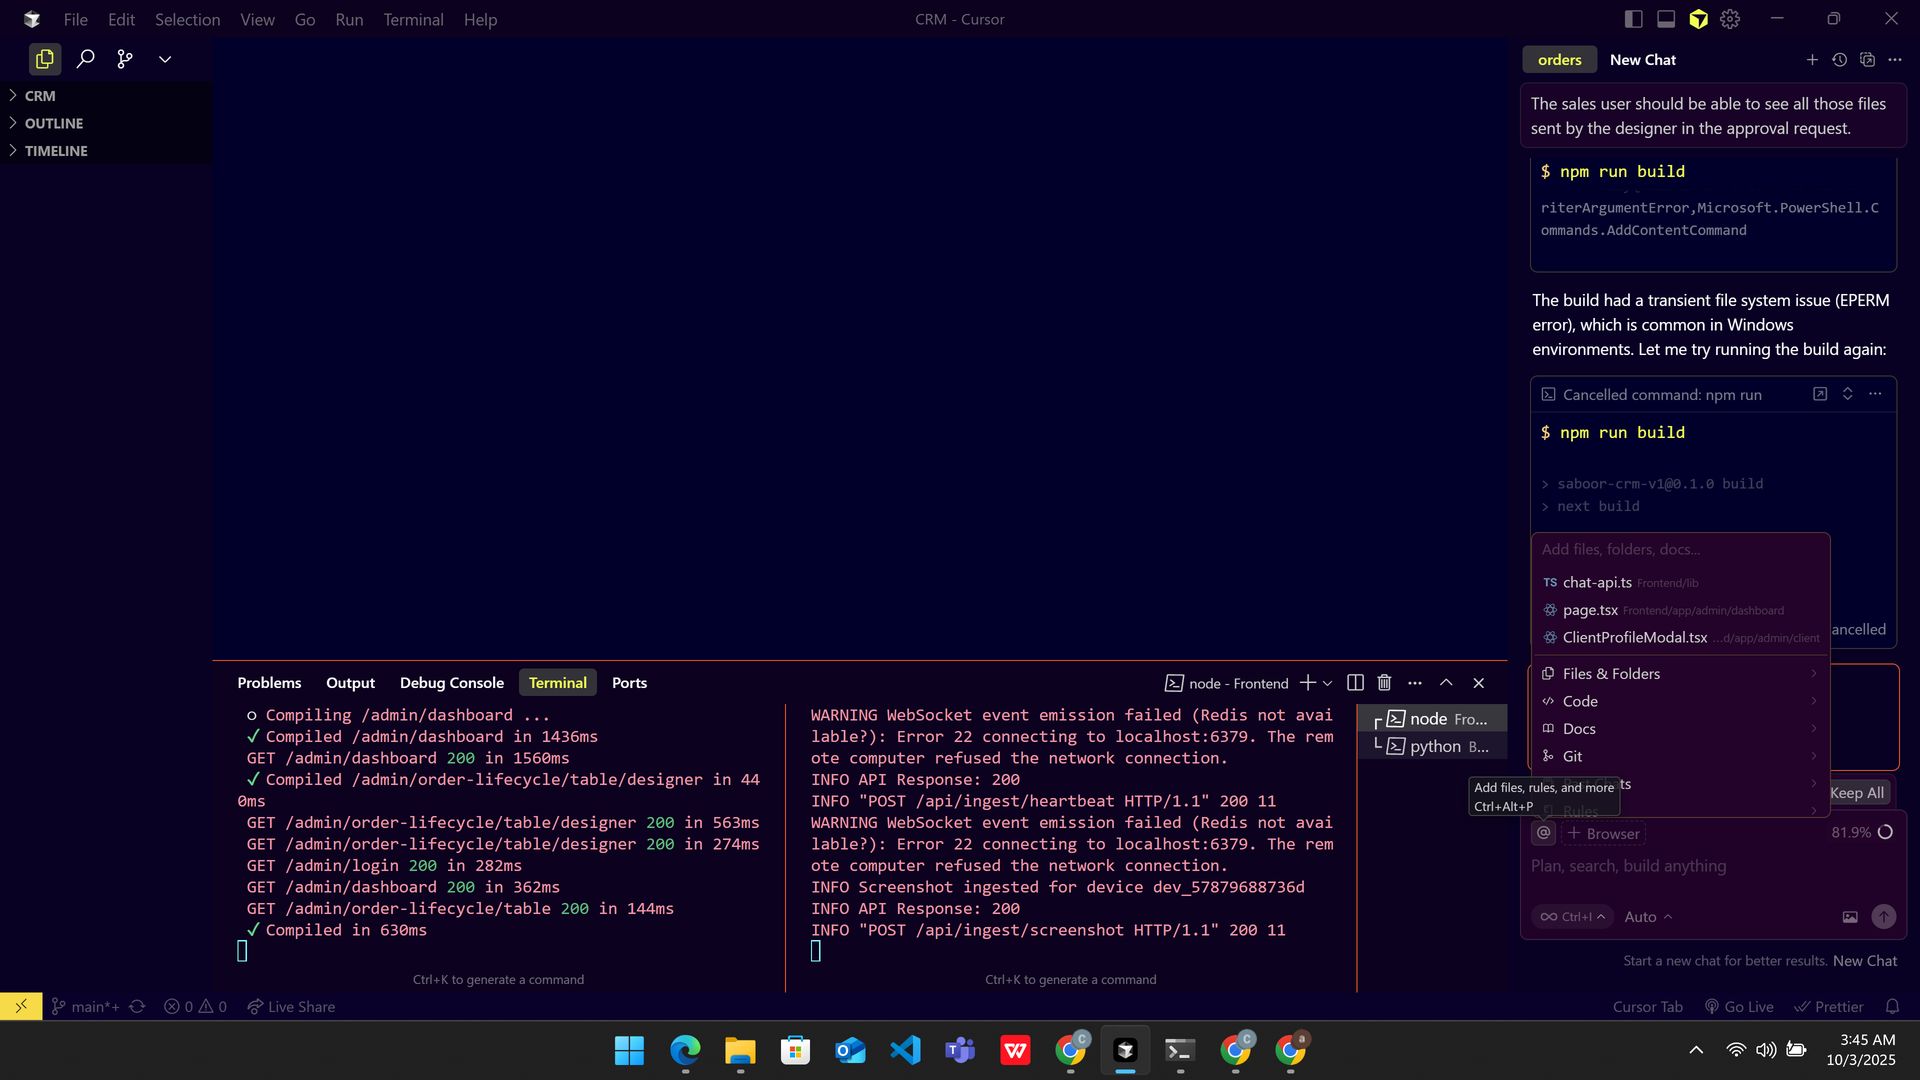 File Edit Selection View Go Run Terminal Help
CRM - Cursor
CRM
OUTLINE
TIMELINE
orders New Chat
The sales user should be able to see all those files
sent by the designer in the approval request.
$ npm run build
riterArgumentError,Microsoft.PowerShell.C
ommands.AddContentCommand
The build had a transient file system issue (EPERM
error), which is common in Windows
environments. Let me try running the build again:
Cancelled command: npm run
$ npm run build
> saboor-crm-v1@0.1.0 build
> next build
Add files, folders, docs...
TS chat-api.ts Frontend/lib
page.tsx Frontend/app/admin/dashboard
ClientProfileModal.tsx ...d/app/admin/client
ancelled
Files & Folders
Code
Docs
Git
Past Chats
Rules
Add files, rules, and more
Ctrl+Alt+P
Keep All
@ + Browser
81.9%
Plan, search, build anything
∞ Ctrl+I Auto
Start a new chat for better results. New Chat
Problems Output Debug Console Terminal Ports
node - Frontend
Compiling /admin/dashboard ...
✓ Compiled /admin/dashboard in 1436ms
GET /admin/dashboard 200 in 1560ms
✓ Compiled /admin/order-lifecycle/table/designer in 44
0ms
GET /admin/order-lifecycle/table/designer 200 in 563ms
GET /admin/order-lifecycle/table/designer 200 in 274ms
GET /admin/login 200 in 282ms
GET /admin/dashboard 200 in 362ms
GET /admin/order-lifecycle/table 200 in 144ms
✓ Compiled in 630ms
Ctrl+K to generate a command
WARNING WebSocket event emission failed (Redis not avai
lable?): Error 22 connecting to localhost:6379. The rem
ote computer refused the network connection.
INFO API Response: 200
INFO "POST /api/ingest/heartbeat HTTP/1.1" 200 11
WARNING WebSocket event emission failed (Redis not avai
lable?): Error 22 connecting to localhost:6379. The rem
ote computer refused the network connection.
INFO Screenshot ingested for device dev_57879688736d
INFO API Response: 200
INFO "POST /api/ingest/screenshot HTTP/1.1" 200 11
Ctrl+K to generate a command
node Fro...
python B...
main*+ 0 0 Live Share
Cursor Tab Go Live Prettier
3:45 AM
10/3/2025